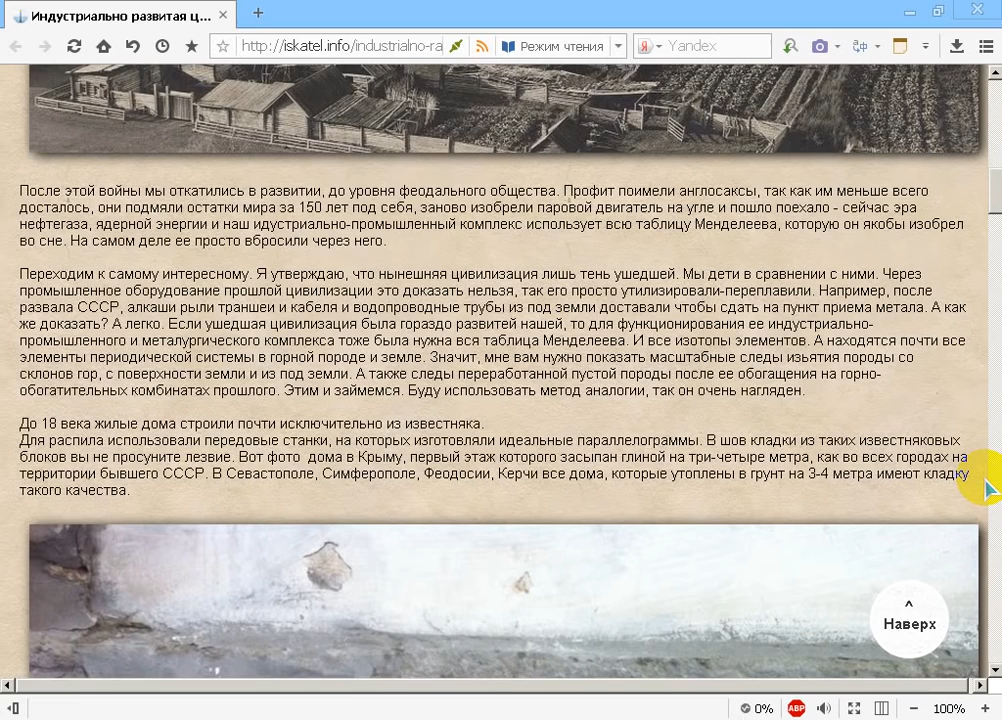 Индустриально развитая ц...
http://iskatel.info/industrialno-ra
Режим чтения
Я
Yandex
После этой войны мы откатились в развитии, до уровня феодального общества. Профит поимели англосаксы, так как им меньше всего
досталось, они подмяли остатки мира за 150 лет под себя, заново изобрели паровой двигатель на угле и пошло поехало - сейчас эра
нефтегаза, ядерной энергии и наш идустриально-промышленный комплекс использует всю таблицу Менделеева, которую он якобы изобрел
во сне. На самом деле ее просто вбросили через него.
Переходим к самому интересному. Я утверждаю, что нынешняя цивилизация лишь тень ушедшей. Мы дети в сравнении с ними. Через
промышленное оборудование прошлой цивилизации это доказать нельзя, так его просто утилизировали-переплавили. Например, после
развала СССР, алкаши рыли траншеи и кабеля и водопроводные трубы из под земли доставали чтобы сдать на пункт приема метала. А как
же доказать? А легко. Если ушедшая цивилизация была гораздо развитей нашей, то для функционирования ее индустриально-
промышленного и металургического комплекса тоже была нужна вся таблица Менделеева. И все изотопы элементов. А находятся почти все
элементы периодической системы в горной породе и земле. Значит, мне вам нужно показать масштабные следы изьятия породы со
склонов гор, с поверхности земли и из под земли. А также следы переработанной пустой породы после ее обогащения на горно-
обогатительных комбинатах прошлого. Этим и займемся. Буду использовать метод аналогии, так он очень нагляден.
До 18 века жилые дома строили почти исключительно из известняка.
Для распила использовали передовые станки, на которых изготовляли идеальные параллелограммы. В шов кладки из таких известняковых
блоков вы не просуните лезвие. Вот фото дома в Крыму, первый этаж которого засыпан глиной на три-четыре метра, как во всех городах на
территории бывшего СССР. В Севастополе, Симферополе, Феодосии, Керчи все дома, которые утоплены в грунт на 3-4 метра имеют кладку
такого качества.
^
Наверх
0%
ABP
100%